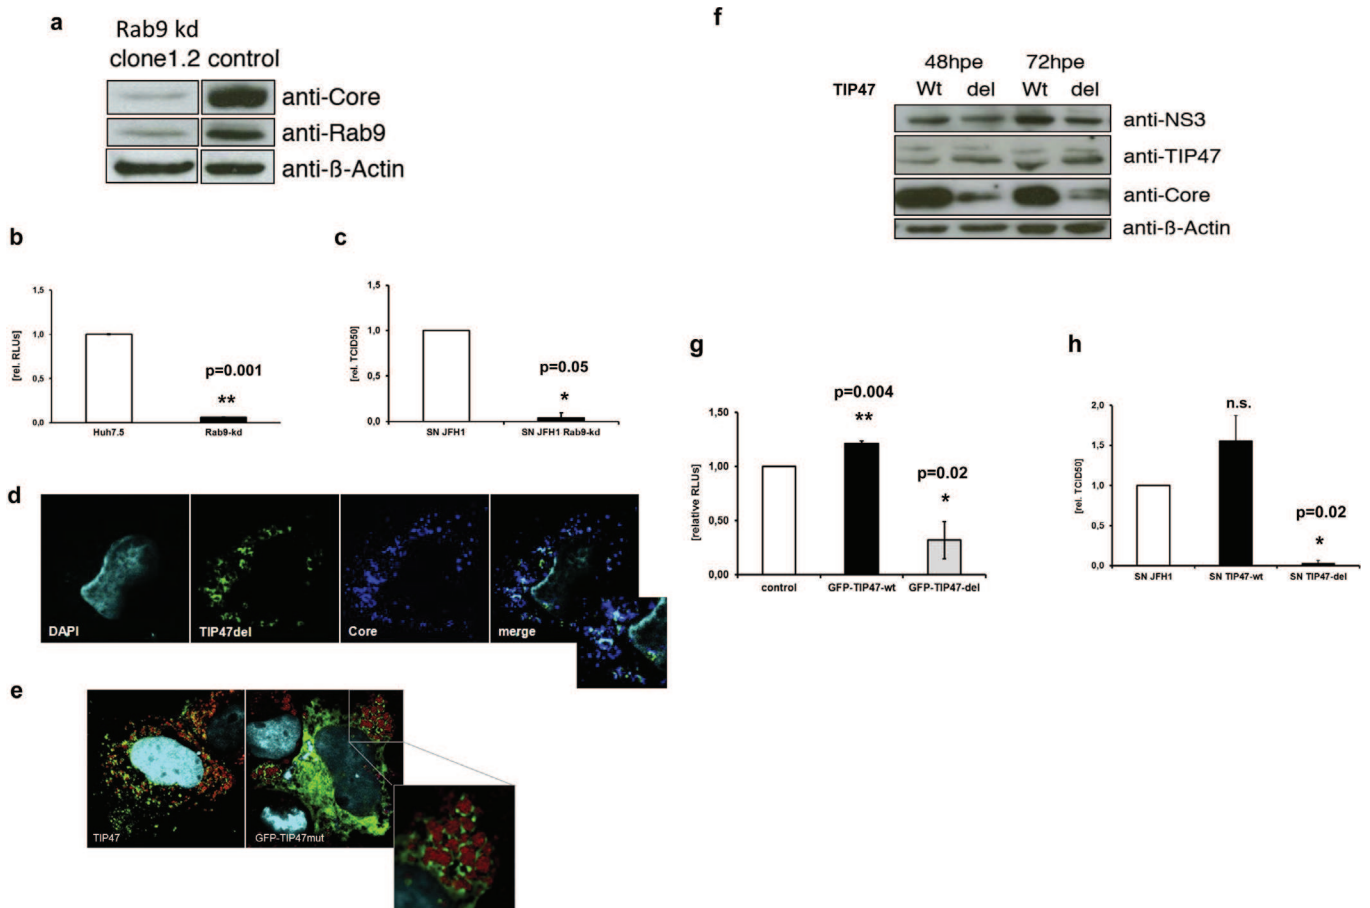 a
Rab9 kd
clone1.2 control
anti-Core
anti-Rab9
anti-ß-Actin
b
[rel. RLUs]
1,5
1,0
0,5
0,0
p=0.001
**
Huh7.5
Rab9-kd
c
[rel. TCID50]
1,5
1,0
0,5
0,0
p=0.05
*
SN JFH1
SN JFH1 Rab9-kd
d
DAPI
TIP47del
Core
merge
e
TIP47
GFP-TIP47mut
f
48hpe 72hpe
TIP47 Wt del Wt del
anti-NS3
anti-TIP47
anti-Core
anti-ß-Actin
g
[relative RLUs]
1,50
1,00
0,50
0,00
p=0.004
**
p=0.02
*
control
GFP-TIP47-wt
GFP-TIP47-del
h
[rel. TCID50]
2,0
1,5
1,0
0,5
0,0
n.s.
p=0.02
*
SN JFH1
SN TIP47-wt
SN TIP47-del